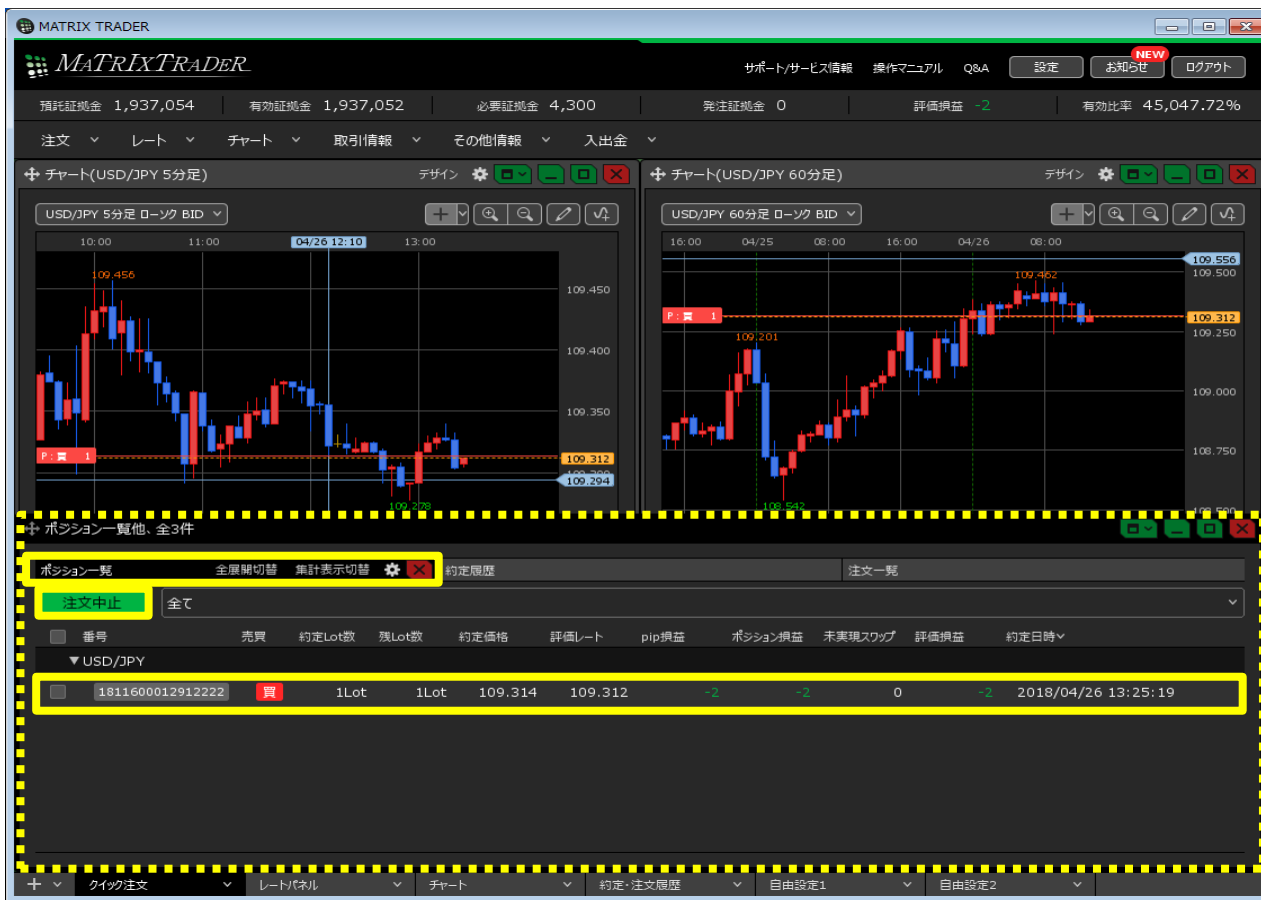 MATRIX TRADER
MATRIXTRADER
サポート/サービス情報 操作マニュアル Q&A 設定 お知らせ NEW ログアウト
預託証拠金 1,937,054 有効証拠金 1,937,052 必要証拠金 4,300 発注証拠金 0 評価損益 -2 有効比率 45,047.72%
注文 レート チャート 取引情報 その他情報 入出金
チャート(USD/JPY 5分足) デザイン
USD/JPY 5分足 ローソク BID
10:00 11:00 04/26 12:10 13:00
109.456
109.450
109.400
109.350
P:買 1
109.312
109.294
109.278
チャート(USD/JPY 60分足) デザイン
USD/JPY 60分足 ローソク BID
16:00 04/25 08:00 16:00 04/26 08:00
109.556
109.462
109.500
P:買 1
109.312
109.250
109.201
109.000
108.750
108.542
108.500
ポジション一覧他、全3件
ポジション一覧 全展開切替 集計表示切替 約定履歴 注文一覧
注文中止 全て
番号 売買 約定Lot数 残Lot数 約定価格 評価レート pip損益 ポジション損益 未実現スワップ 評価損益 約定日時
▼USD/JPY
1811600012912222 買 1Lot 1Lot 109.314 109.312 -2 -2 0 -2 2018/04/26 13:25:19
クイック注文 レートパネル チャート 約定・注文履歴 自由設定1 自由設定2